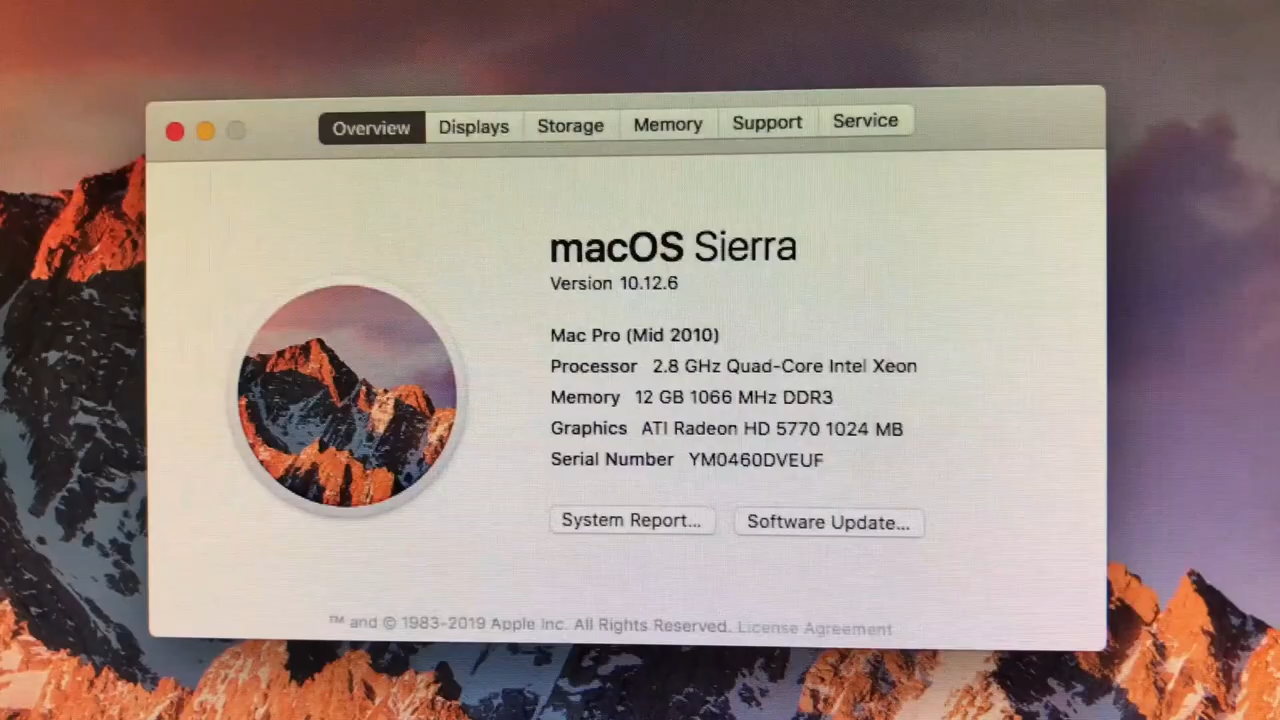 Overview Displays Storage Memory Support Service
macOS Sierra
Version 10.12.6
Mac Pro (Mid 2010)
Processor 2.8 GHz Quad-Core Intel Xeon
Memory 12 GB 1066 MHz DDR3
Graphics ATI Radeon HD 5770 1024 MB
Serial Number YM0460DVEUF
System Report... Software Update...
™ and © 1983-2019 Apple Inc. All Rights Reserved. License Agreement